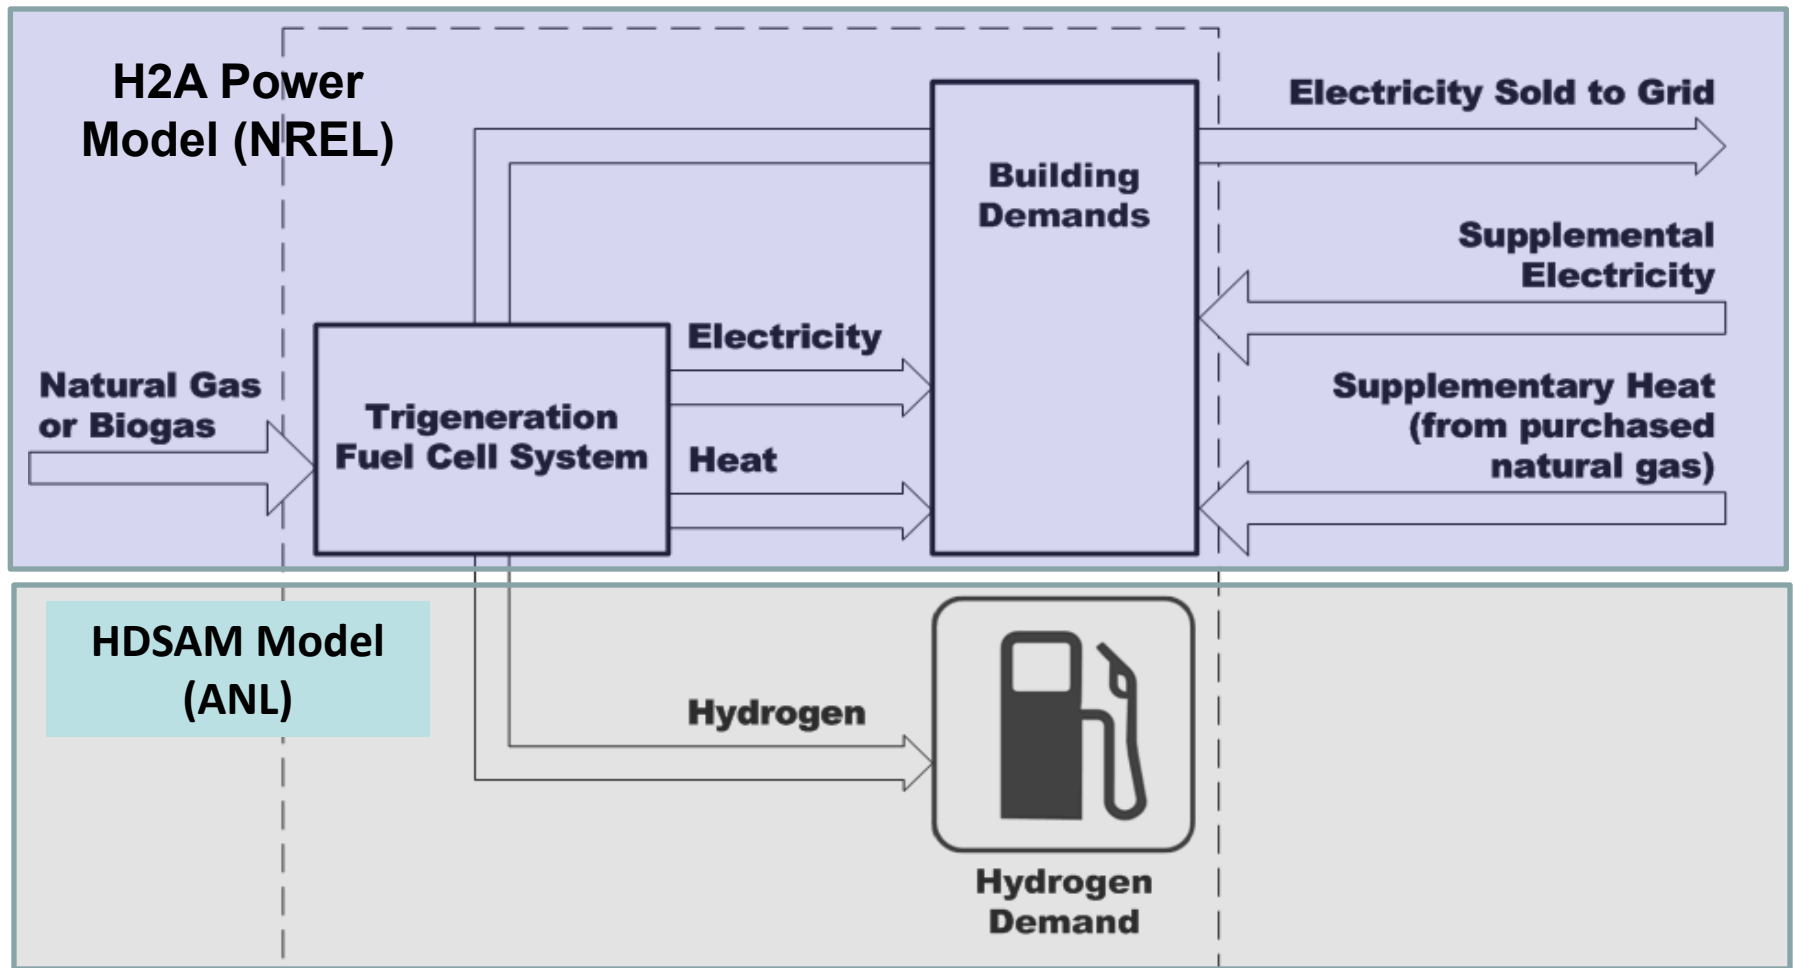 H2A Power
Model (NREL)
Electricity Sold to Grid
Building
Demands
Supplemental
Electricity
Electricity
Natural Gas
or Biogas
Trigeneration
Fuel Cell System
Heat
Supplementary Heat
(from purchased
natural gas)
HDSAM Model
(ANL)
Hydrogen
Hydrogen
Demand